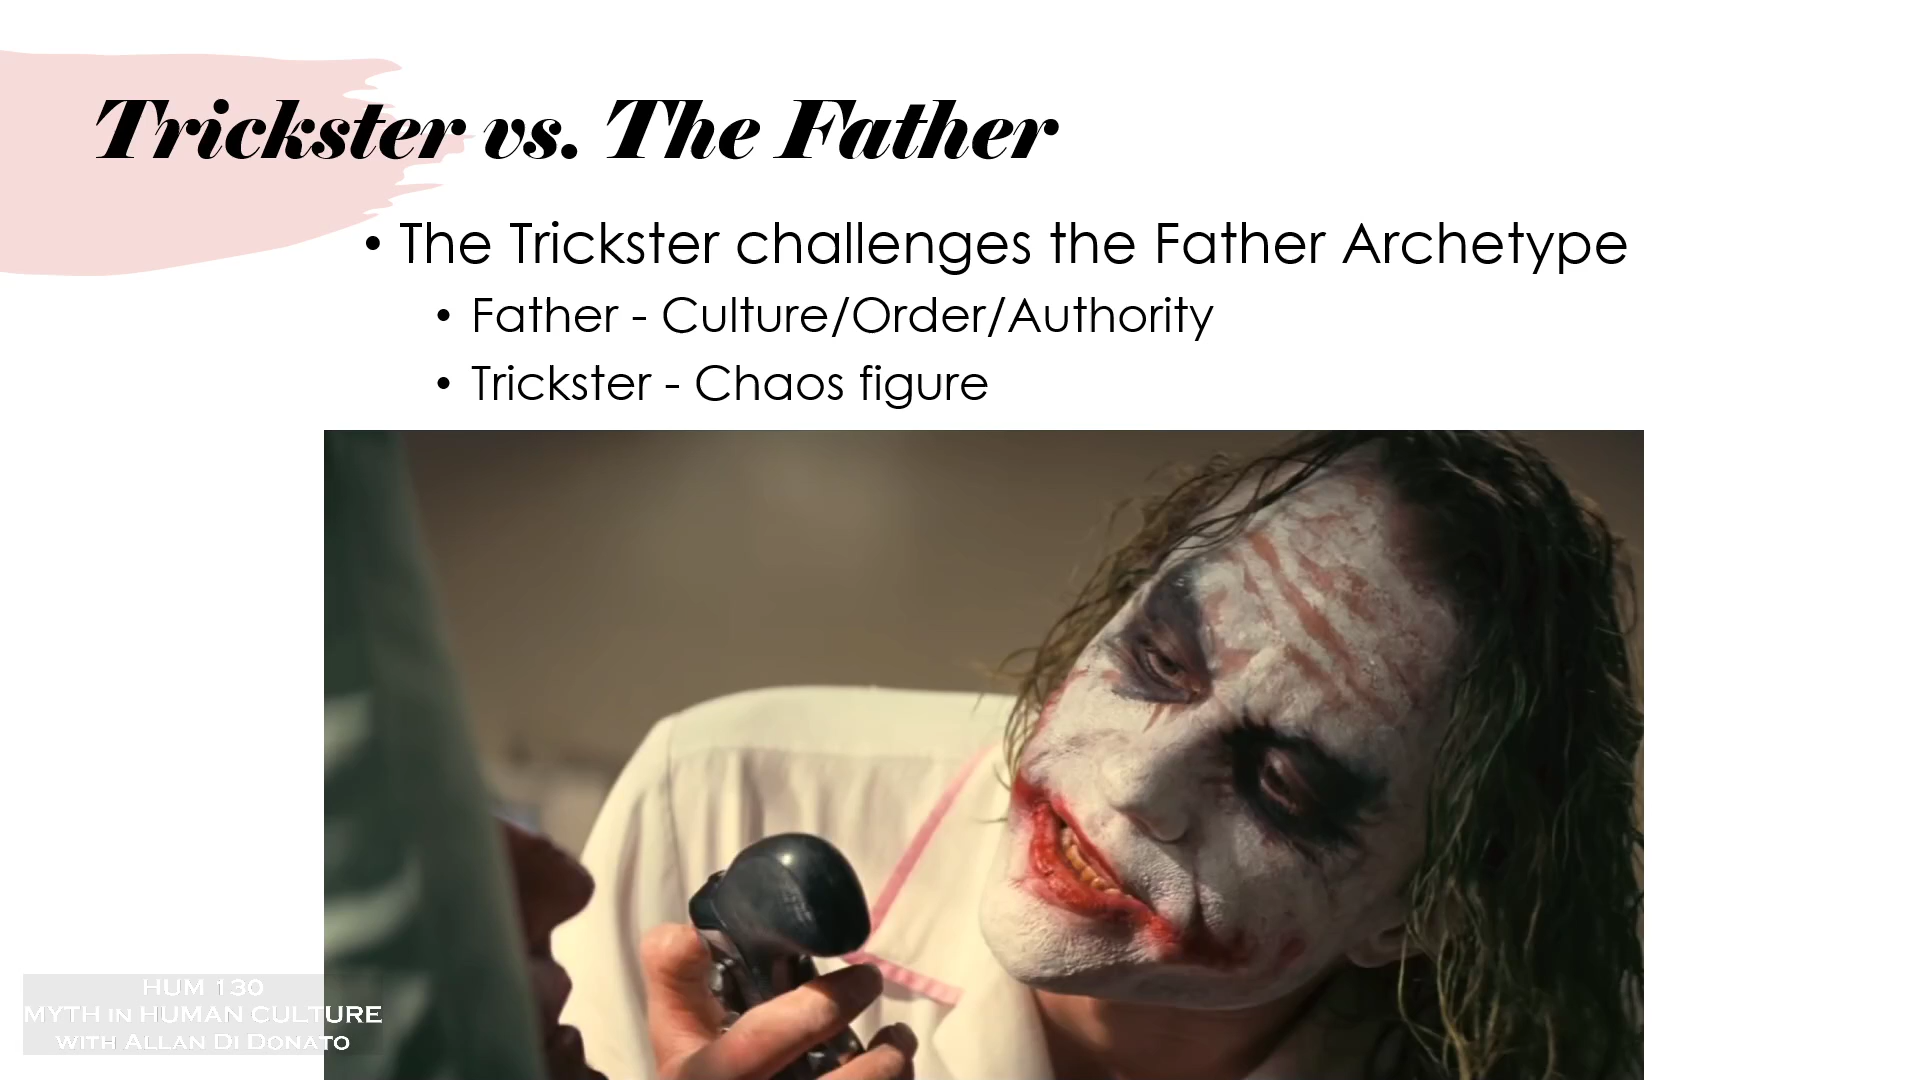 Trickster vs. The Father
• The Trickster challenges the Father Archetype
• Father - Culture/Order/Authority
• Trickster - Chaos figure
HUM 130
MYTH in HUMAN CULTURE
WITH ALLAN DI DONATO